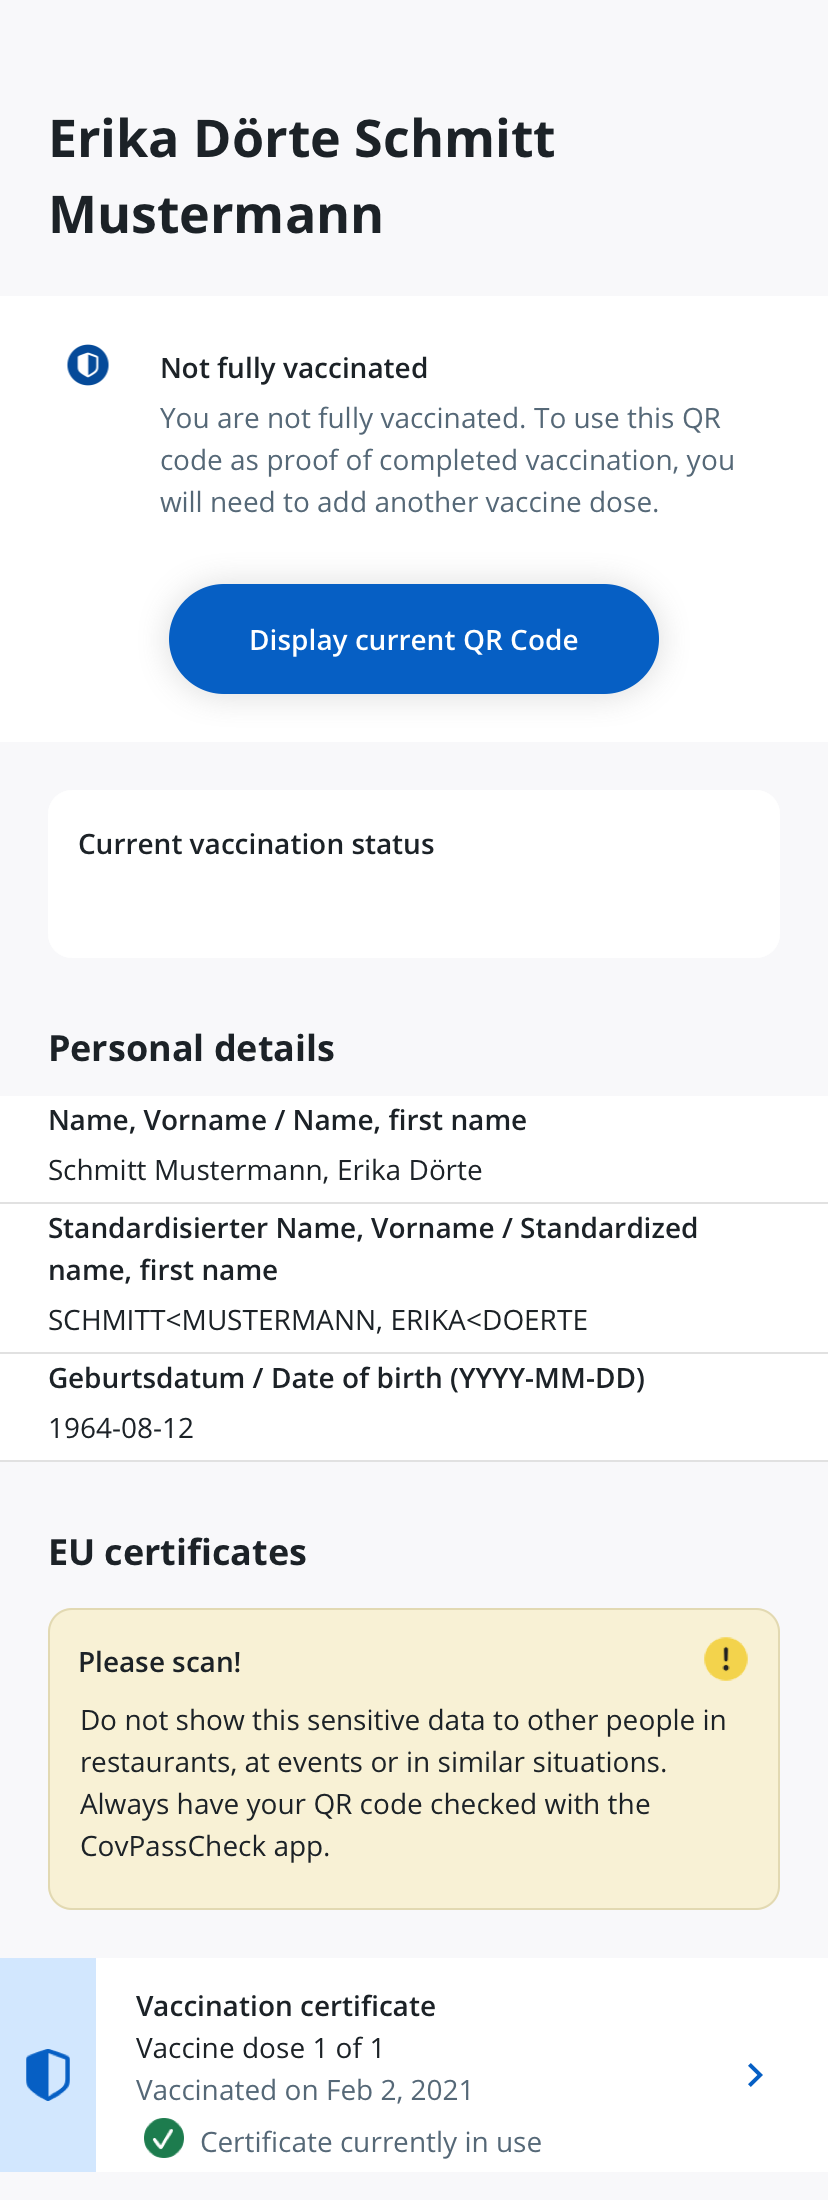 Erika Dörte Schmitt
Mustermann
Not fully vaccinated
You are not fully vaccinated. To use this QR
code as proof of completed vaccination, you
will need to add another vaccine dose.
Display current QR Code
Current vaccination status
Personal details
Name, Vorname / Name, first name
Schmitt Mustermann, Erika Dörte
Standardisierter Name, Vorname / Standardized
name, first name
SCHMITT<MUSTERMANN, ERIKA<DOERTE
Geburtsdatum / Date of birth (YYYY-MM-DD)
1964-08-12
EU certificates
Please scan!
Do not show this sensitive data to other people in
restaurants, at events or in similar situations.
Always have your QR code checked with the
CovPassCheck app.
Vaccination certificate
Vaccine dose 1 of 1
Vaccinated on Feb 2, 2021
Certificate currently in use